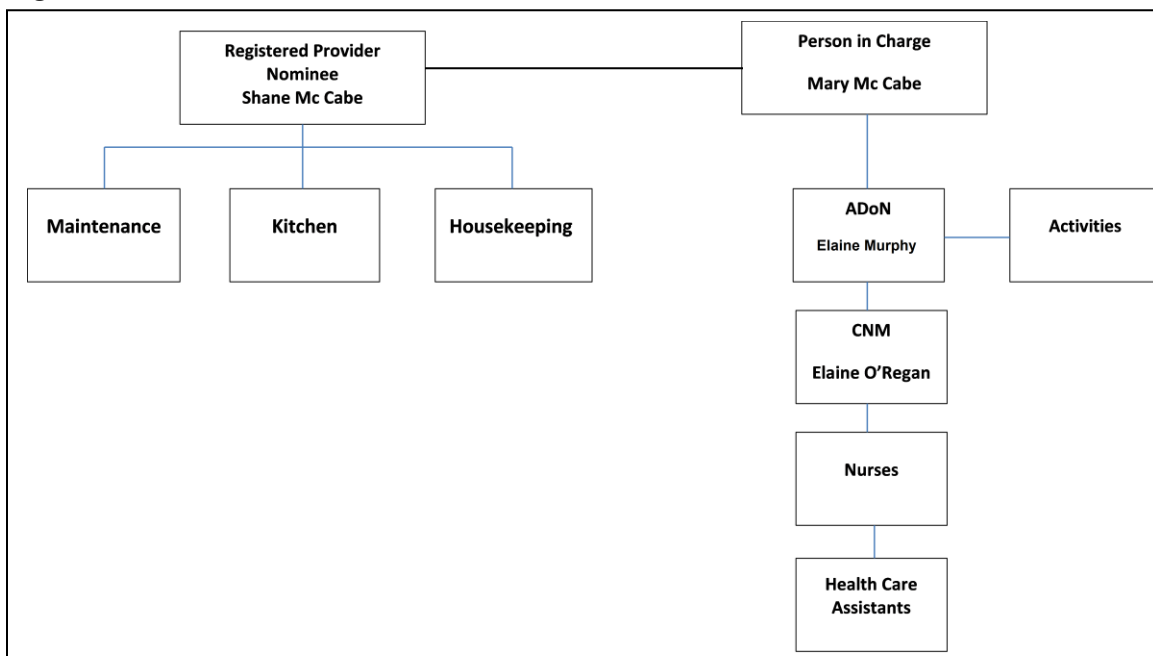 Registered Provider
Nominee
Shane Mc Cabe
Person in Charge
Mary Mc Cabe
Maintenance
Kitchen
Housekeeping
ADoN
Elaine Murphy
Activities
CNM
Elaine O’Regan
Nurses
Health Care
Assistants